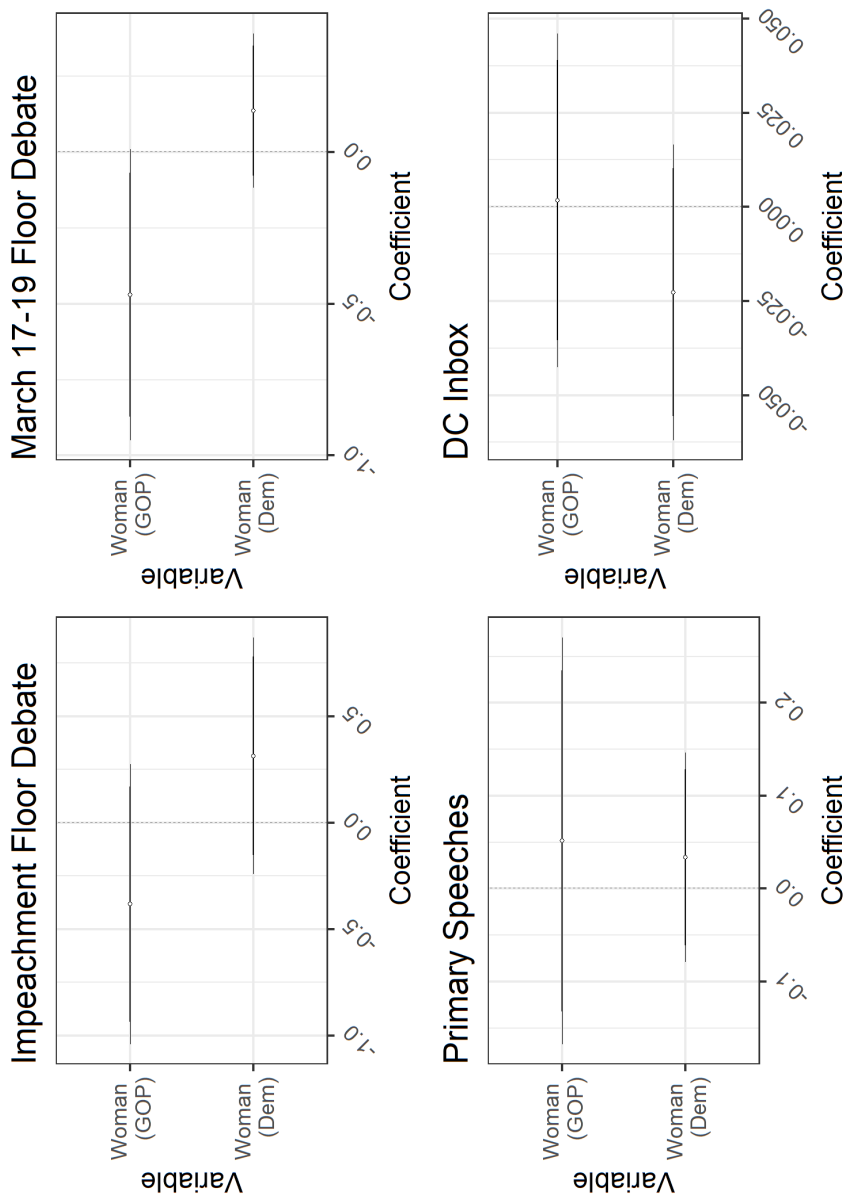 Impeachment Floor Debate
Variable
Woman
(GOP)
Woman
(Dem)
-1.0
-0.5
0.0
0.5
Coefficient
March 17-19 Floor Debate
Variable
Woman
(GOP)
Woman
(Dem)
-1.0
-0.5
0.0
Coefficient
Primary Speeches
Variable
Woman
(GOP)
Woman
(Dem)
-0.1
0.0
0.1
0.2
Coefficient
DC Inbox
Variable
Woman
(GOP)
Woman
(Dem)
-0.050
-0.025
0.000
0.025
0.050
Coefficient